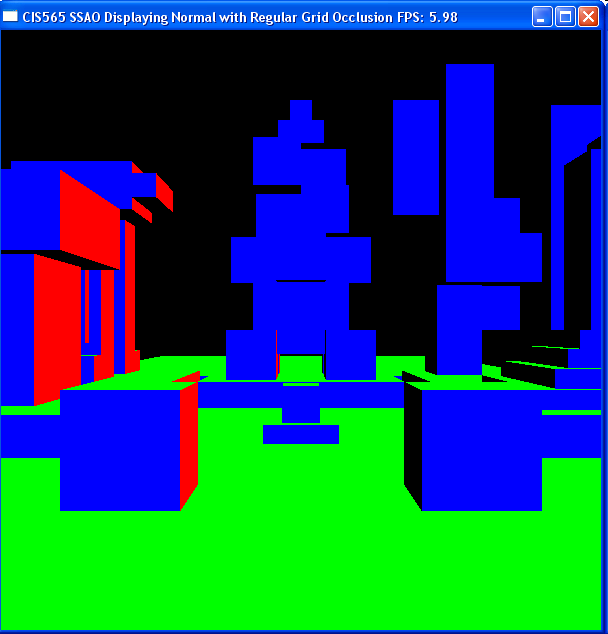 CIS565 SSAO Displaying Normal with Regular Grid Occlusion FPS: 5.98